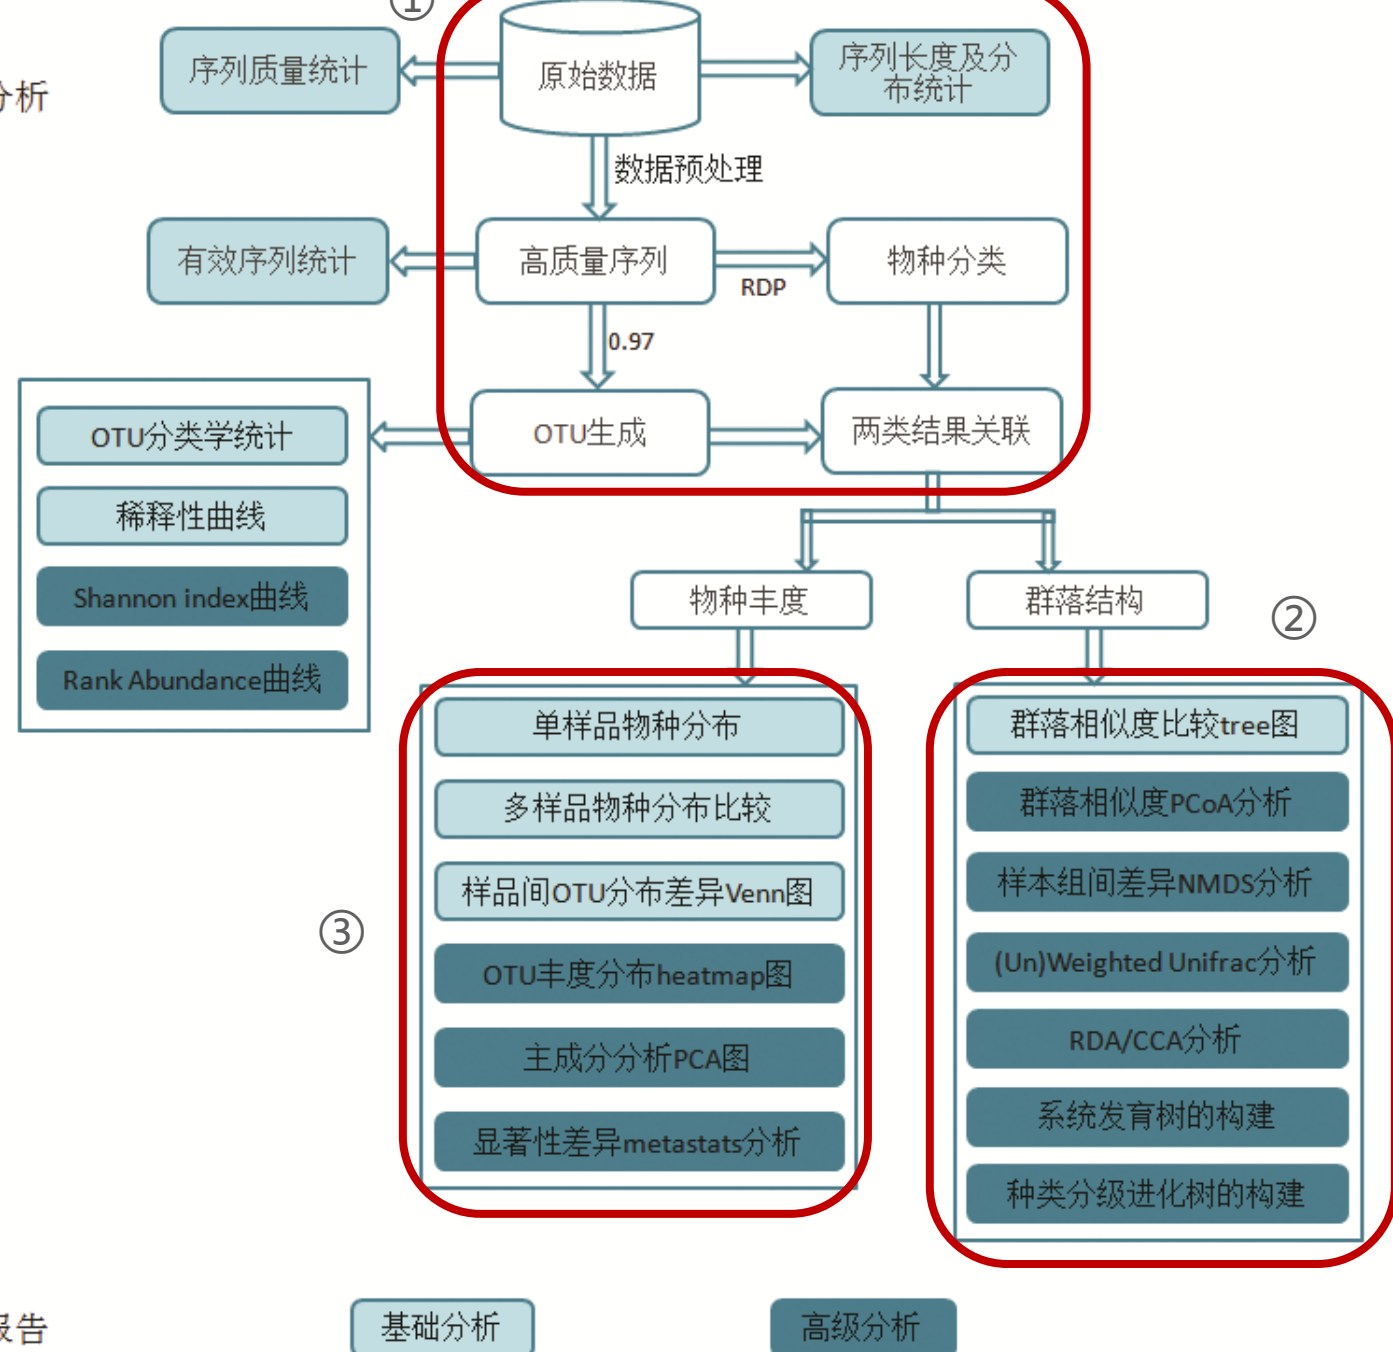 ①
序列质量统计
原始数据
序列长度及分
布统计
分析
数据预处理
有效序列统计
高质量序列
RDP
物种分类
0.97
OTU分类学统计
OTU生成
两类结果关联
稀释性曲线
Shannon index曲线
Rank Abundance曲线
物种丰度
群落结构
②
单样品物种分布
多样品物种分布比较
样品间OTU分布差异Venn图
OTU丰度分布heatmap图
主成分分析PCA图
显著性差异metastats分析
③
群落相似度比较tree图
群落相似度PCoA分析
样本组间差异NMDS分析
(Un)Weighted Unifrac分析
RDA/CCA分析
系统发育树的构建
种类分级进化树的构建
报告
基础分析
高级分析